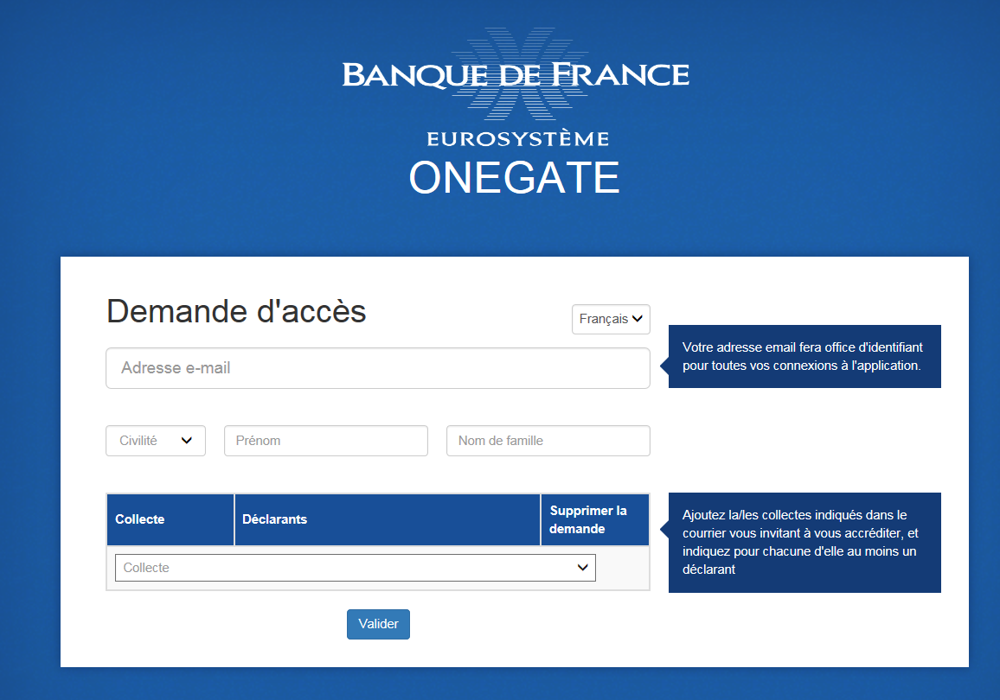 BANQUE DE FRANCE
EUROSYSTÈME
ONEGATE
Demande d'accès
Français
Adresse e-mail
Votre adresse email fera office d'identifiant
pour toutes vos connexions à l'application.
Civilité Prénom Nom de famille
Collecte Déclarants Supprimer la
demande
Collecte
Ajoutez la/les collectes indiqués dans le
courrier vous invitant à vous accréditer, et
indiquez pour chacune d'elle au moins un
déclarant
Valider